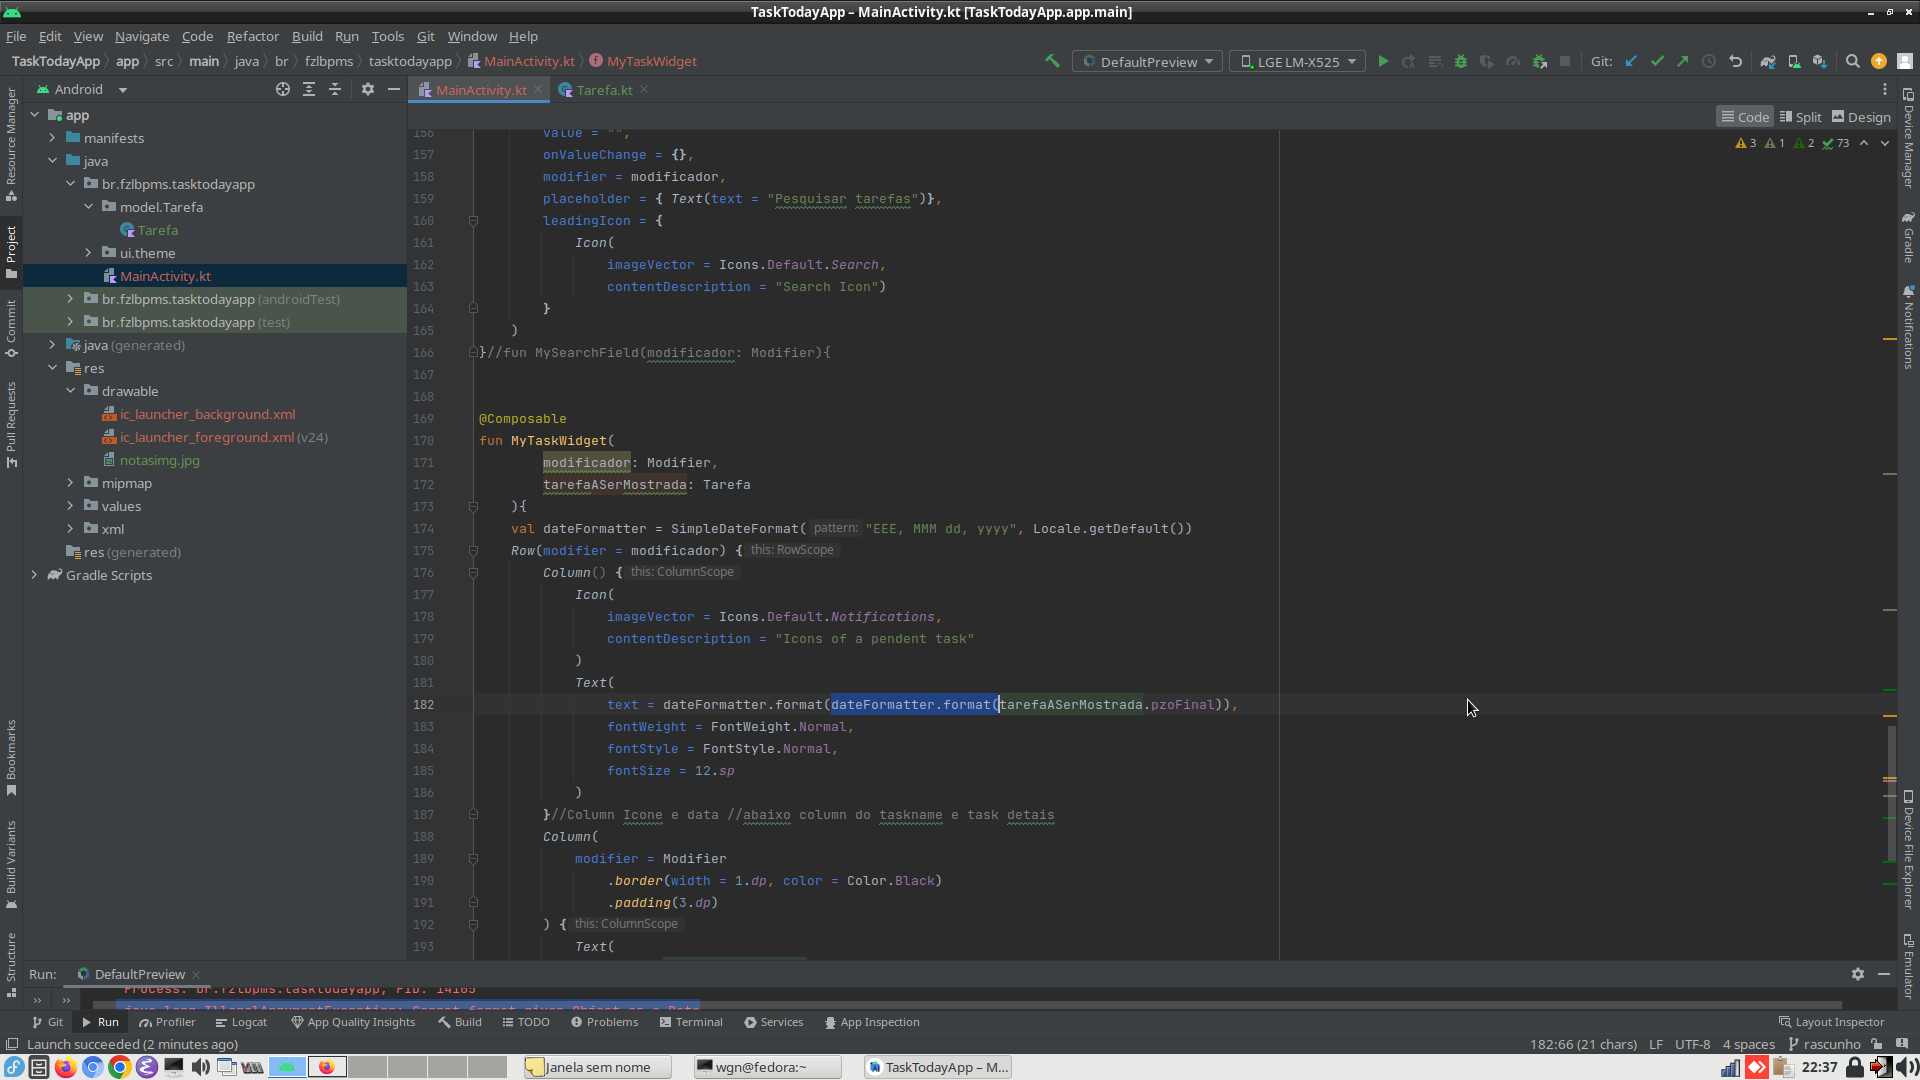 TaskTodayApp – MainActivity.kt [TaskTodayApp.app.main]
File Edit View Navigate Code Refactor Build Run Tools Git Window Help
TaskTodayApp app src main java br fzlbpms tasktodayapp MainActivity.kt MyTaskWidget DefaultPreview LGE LM-X525 Git:
Android MainActivity.kt Tarefa.kt
Code Split Design
3 1 2 73
app
manifests
java
br.fzlbpms.tasktodayapp
model.Tarefa
Tarefa
ui.theme
MainActivity.kt
br.fzlbpms.tasktodayapp (androidTest)
br.fzlbpms.tasktodayapp (test)
java (generated)
res
drawable
ic_launcher_background.xml
ic_launcher_foreground.xml (v24)
notasimg.jpg
mipmap
values
xml
res (generated)
Gradle Scripts
Resource Manager
Project
Commit
Pull Requests
Bookmarks
Build Variants
Structure
156 value = "",
157 onValueChange = {},
158 modifier = modificador,
159 placeholder = { Text(text = "Pesquisar tarefas")},
160 leadingIcon = {
161 Icon(
162 imageVector = Icons.Default.Search,
163 contentDescription = "Search Icon")
164 }
165 )
166 }//fun MySearchField(modificador: Modifier){
167
168
169 @Composable
170 fun MyTaskWidget(
171 modificador: Modifier,
172 tarefaASerMostrada: Tarefa
173 ){
174 val dateFormatter = SimpleDateFormat( pattern: "EEE, MMM dd, yyyy", Locale.getDefault())
175 Row(modifier = modificador) { this: RowScope
176 Column() { this: ColumnScope
177 Icon(
178 imageVector = Icons.Default.Notifications,
179 contentDescription = "Icons of a pendent task"
180 )
181 Text(
182 text = dateFormatter.format(dateFormatter.format(tarefaASerMostrada.pzoFinal)),
183 fontWeight = FontWeight.Normal,
184 fontStyle = FontStyle.Normal,
185 fontSize = 12.sp
186 )
187 }//Column Icone e data //abaixo column do taskname e task detais
188 Column(
189 modifier = Modifier
190 .border(width = 1.dp, color = Color.Black)
191 .padding(3.dp)
192 ) { this: ColumnScope
193 Text(
Device Manager
Gradle
Notifications
Device File Explorer
Emulator
Run: DefaultPreview
Process: br.fzlbpms.tasktodayapp, PID: 14105
java.lang.IllegalArgumentException: Cannot format given Object as a Date
Git Run Profiler Logcat App Quality Insights Build TODO Problems Terminal Services App Inspection Layout Inspector
Launch succeeded (2 minutes ago) 182:66 (21 chars) LF UTF-8 4 spaces rascunho
Janela sem nome wgn@fedora:~ TaskTodayApp – M... 22:37